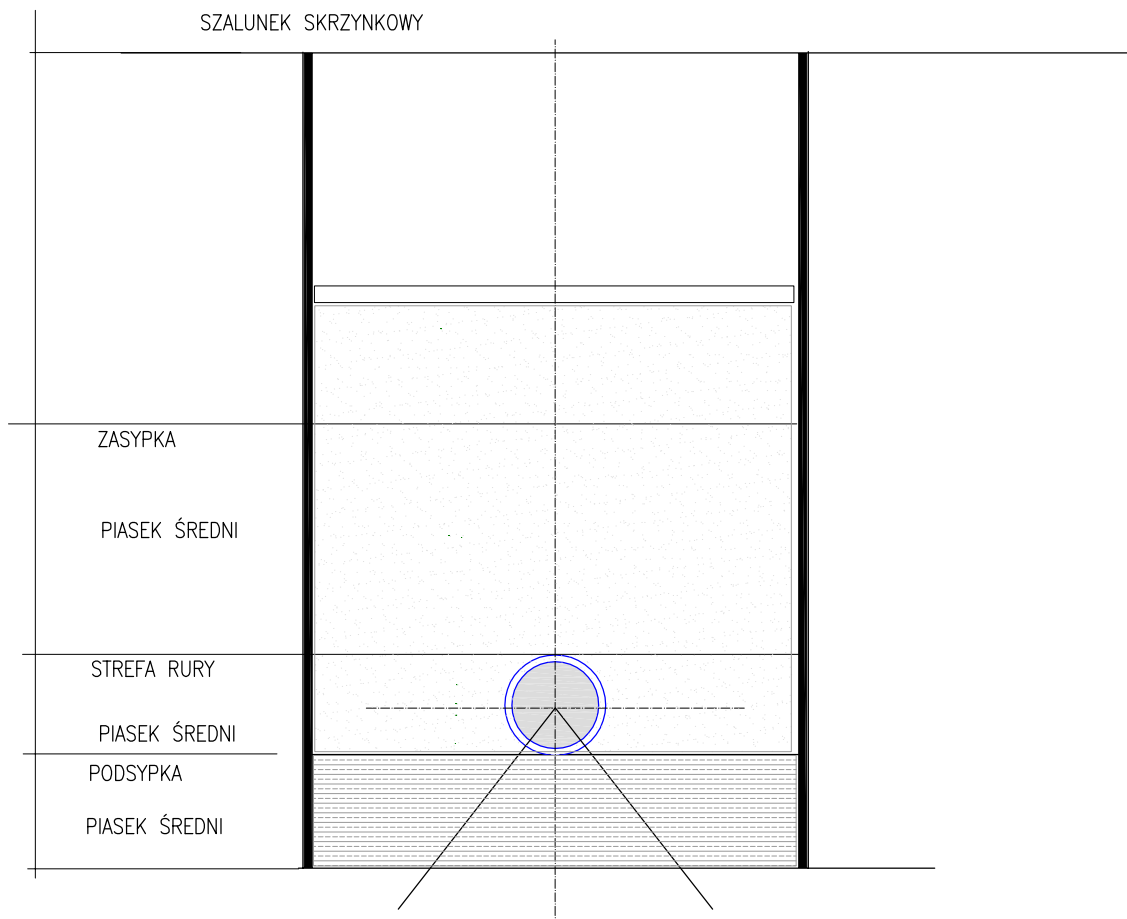 SZALUNEK SKRZYNKOWY
ZASYPKA
PIASEK ŚREDNI
STREFA RURY
PIASEK ŚREDNI
PODSYPKA
PIASEK ŚREDNI